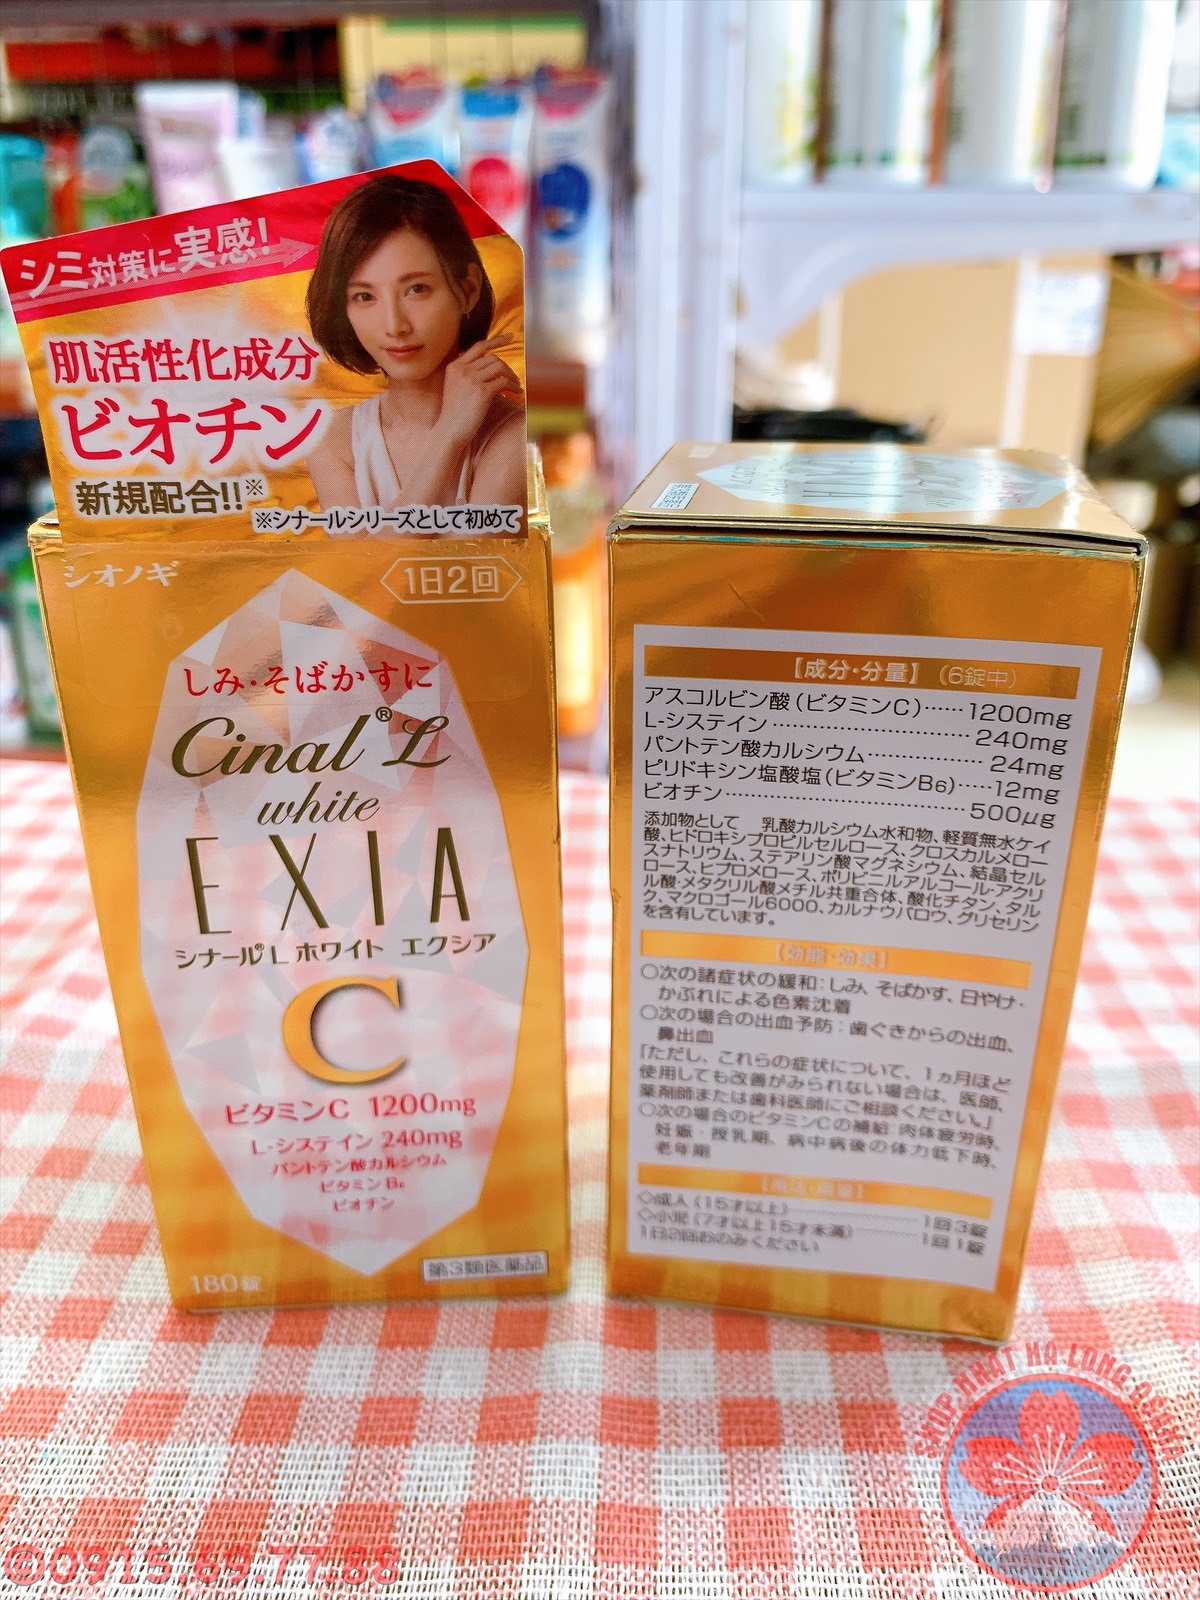 シミ対策に実感!
肌活性化成分
ビオチン
新規配合!!※
※シナールシリーズとして初めて
シオノギ
1日2回
しみ・そばかすに
Cinal® L
white
EXIA
シナール®L ホワイト エクシア
C
ビタミンC 1200mg
L-システイン 240mg
パントテン酸カルシウム
ビタミンB6
ビオチン
180錠
第3類医薬品
【成分・分量】(6錠中)
アスコルビン酸(ビタミンC)……1200mg
L-システイン……………………240mg
パントテン酸カルシウム…………… 24mg
ピリドキシン塩酸塩(ビタミンB6)……12mg
ビオチン……………………………500μg
添加物として 乳酸カルシウム水和物、軽質無水ケイ
酸、ヒドロキシプロピルセルロース、クロスカルメロー
スナトリウム、ステアリン酸マグネシウム、結晶セル
ロース、ヒプロメロース、ポリビニルアルコール・アクリ
ル酸・メタクリル酸メチル共重合体、酸化チタン、タル
ク、マクロゴール6000、カルナウバロウ、グリセリン
を含有しています。
【効能・効果】
○次の諸症状の緩和:しみ、そばかす、日やけ・
かぶれによる色素沈着
○次の場合の出血予防:歯ぐきからの出血、
鼻出血
「ただし、これらの症状について、1ヵ月ほど
使用しても改善がみられない場合は、医師、
薬剤師または歯科医師にご相談ください。」
○次の場合のビタミンCの補給:肉体疲労時、
妊娠・授乳期、病中病後の体力低下時、
老年期
【用法・用量】
◇成人(15才以上)……………1回3錠
◇小児(7才以上15才未満)………1回1錠
1日2回おのみください
SHOP NHAT HA LONG OSHIN
©0915.69.77.88